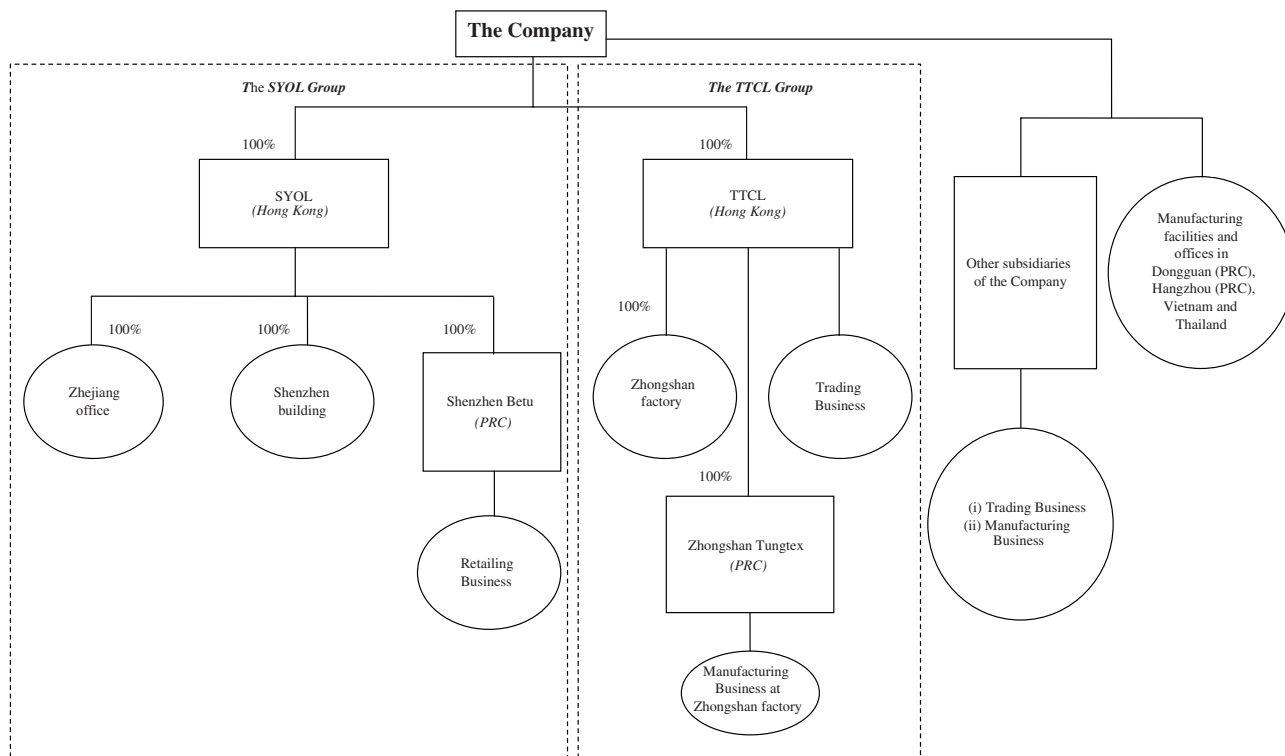 The Company
The SYOL Group
The TTCL Group
100%
100%
SYOL
(Hong Kong)
TTCL
(Hong Kong)
Other subsidiaries
of the Company
Manufacturing
facilities and
offices in
Dongguan (PRC),
Hangzhou (PRC),
Vietnam and
Thailand
100%
100%
100%
100%
Zhejiang
office
Shenzhen
building
Shenzhen Betu
(PRC)
Zhongshan
factory
Trading
Business
100%
Retailing
Business
Zhongshan Tungtex
(PRC)
(i) Trading Business
(ii) Manufacturing
Business
Manufacturing
Business at
Zhongshan factory